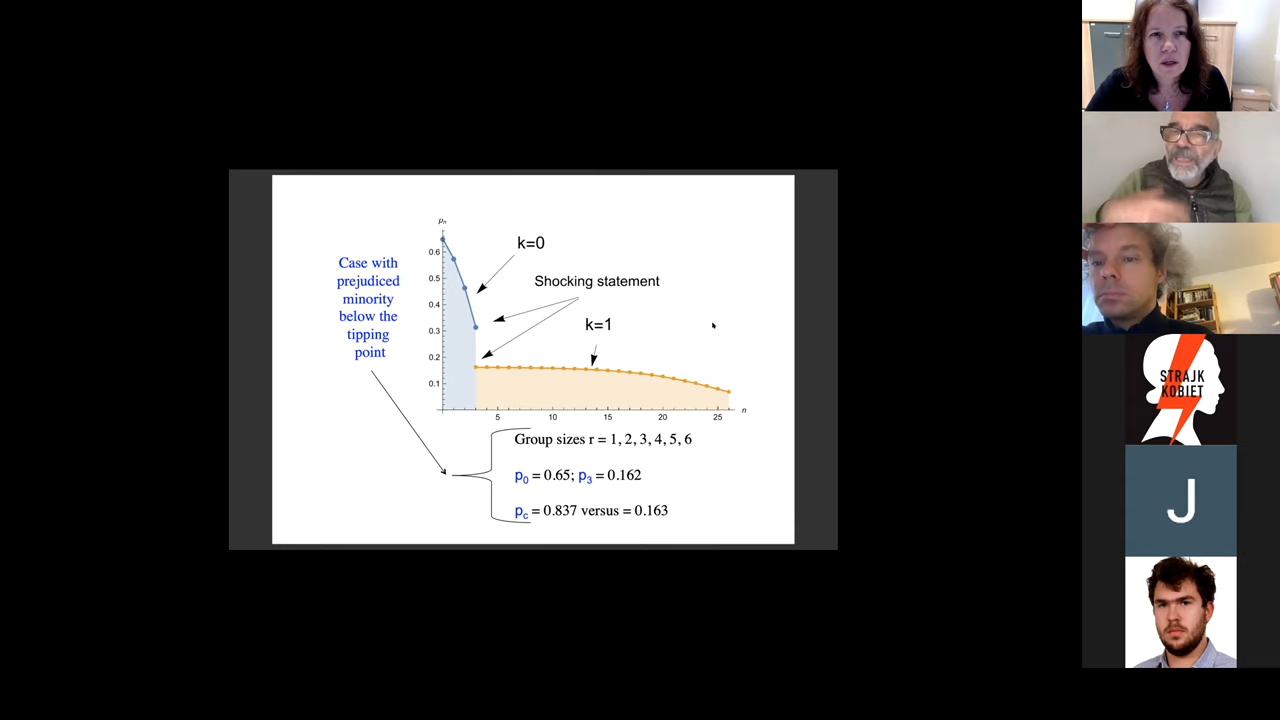 pn
k=0
Case with
prejudiced
minority
below the
tipping
point
Shocking statement
k=1
0.6
0.5
0.4
0.3
0.2
0.1
5 10 15 20 25 n
Group sizes r = 1, 2, 3, 4, 5, 6
p0 = 0.65; p3 = 0.162
pc = 0.837 versus = 0.163
STRAJK
KOBIET
J